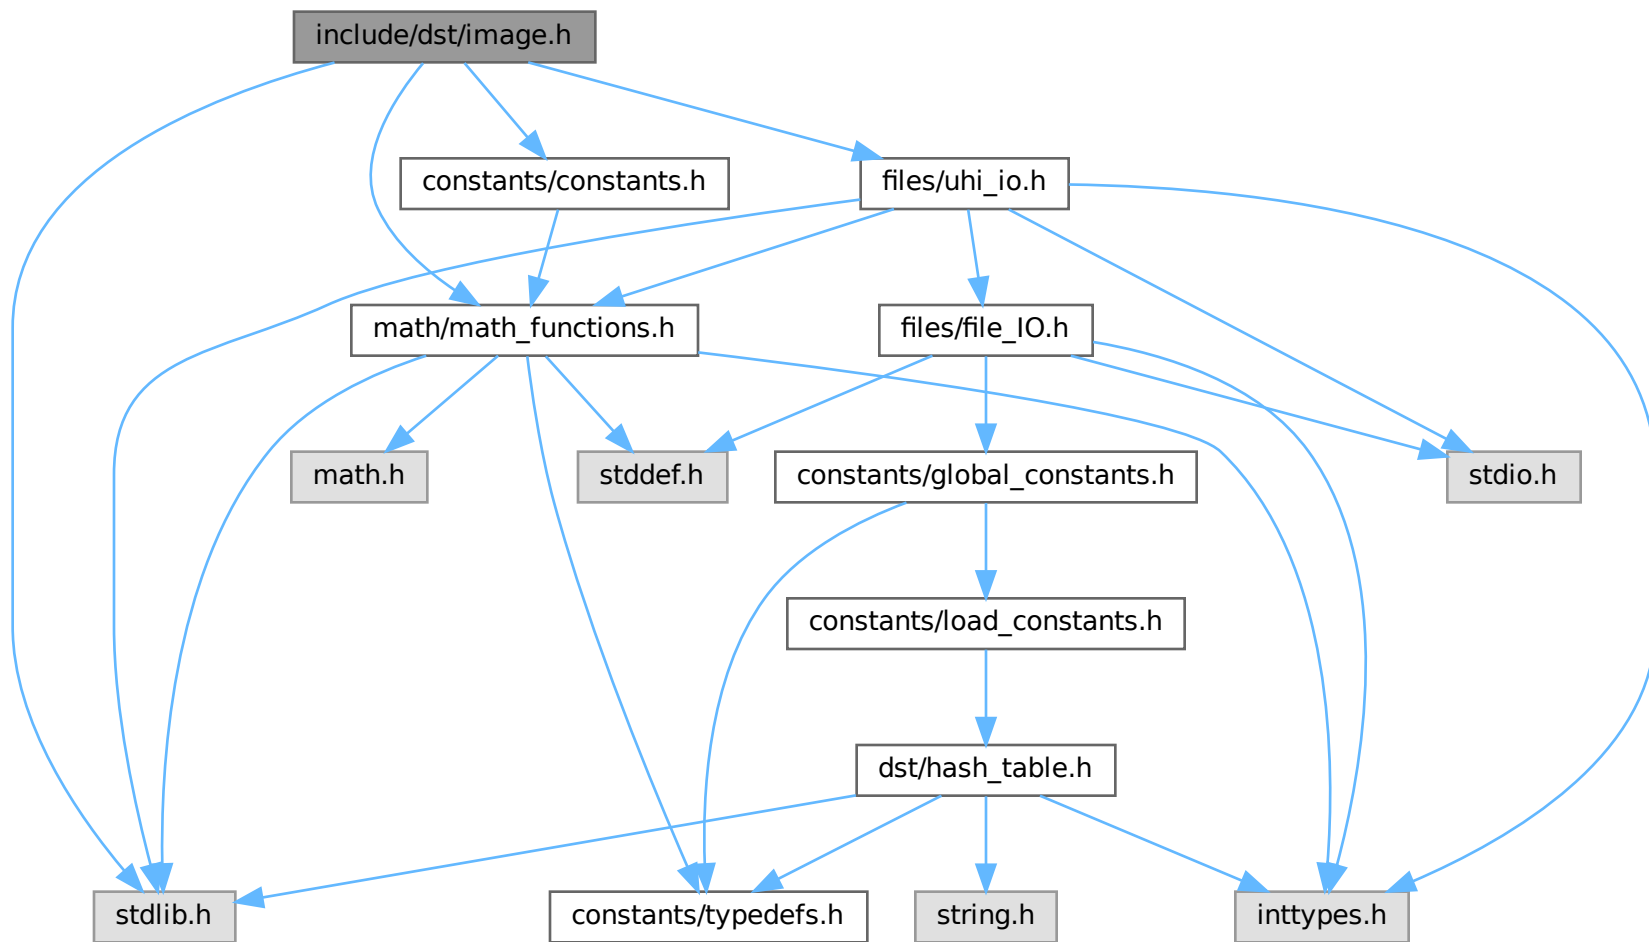 include/dst/image.h
constants/constants.h
files/uhi_io.h
math/math_functions.h
files/file_IO.h
math.h
stddef.h
constants/global_constants.h
stdio.h
constants/load_constants.h
dst/hash_table.h
stdlib.h
constants/typedefs.h
string.h
inttypes.h